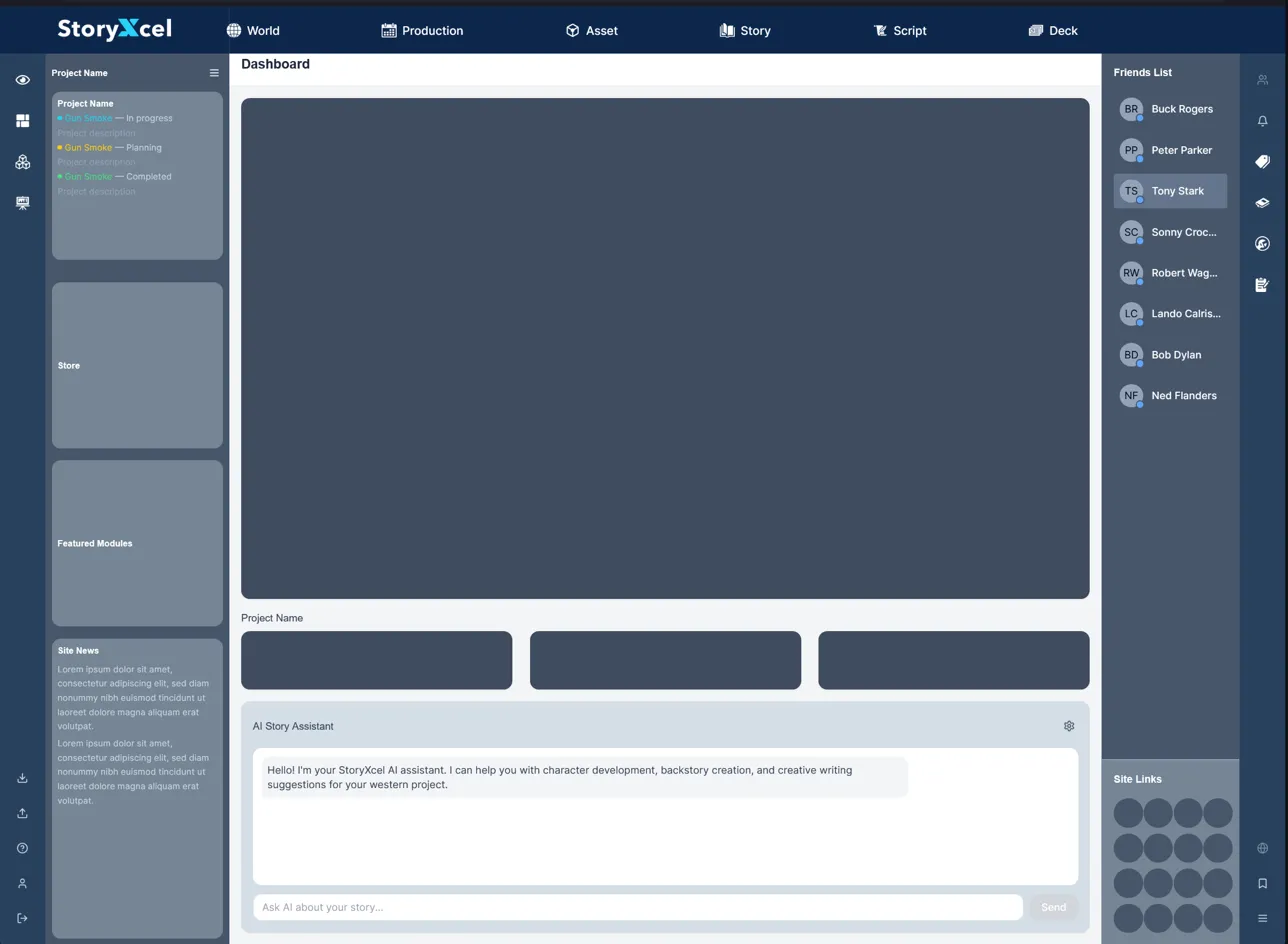 StoryXcel
World
Production
Asset
Story
Script
Deck
Project Name
Project Name
Gun Smoke — In progress
Project description
Gun Smoke — Planning
Project description
Gun Smoke — Completed
Project description
Store
Featured Modules
Site News
Lorem ipsum dolor sit amet,
consectetur adipiscing elit, sed diam
nonummy nibh euismod tincidunt ut
laoreet dolore magna aliquam erat
volutpat.
Lorem ipsum dolor sit amet,
consectetur adipiscing elit, sed diam
nonummy nibh euismod tincidunt ut
laoreet dolore magna aliquam erat
volutpat.
Dashboard
Project Name
AI Story Assistant
Hello! I'm your StoryXcel AI assistant. I can help you with character development, backstory creation, and creative writing
suggestions for your western project.
Ask AI about your story...
Send
Friends List
BR Buck Rogers
PP Peter Parker
TS Tony Stark
SC Sonny Croc...
RW Robert Wag...
LC Lando Calris...
BD Bob Dylan
NF Ned Flanders
Site Links